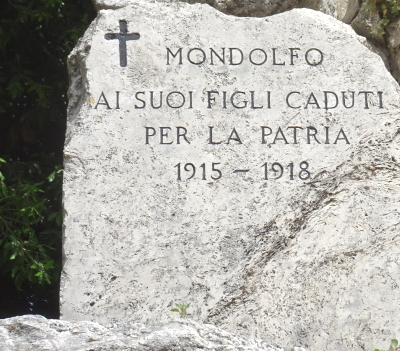 MONDOLFO
AI SUOI FIGLI CADUTI
PER LA PATRIA
1915 - 1918